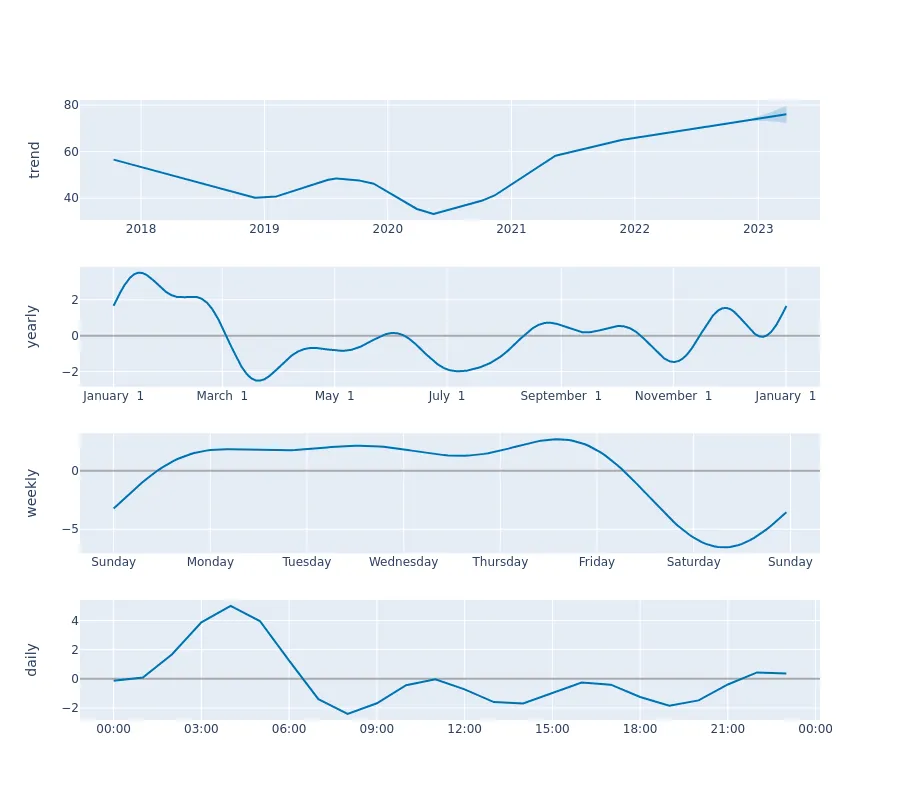 trend
80
60
40
2018 2019 2020 2021 2022 2023
yearly
2
0
−2
January 1 March 1 May 1 July 1 September 1 November 1 January 1
weekly
0
−5
Sunday Monday Tuesday Wednesday Thursday Friday Saturday Sunday
daily
4
2
0
−2
00:00 03:00 06:00 09:00 12:00 15:00 18:00 21:00 00:00